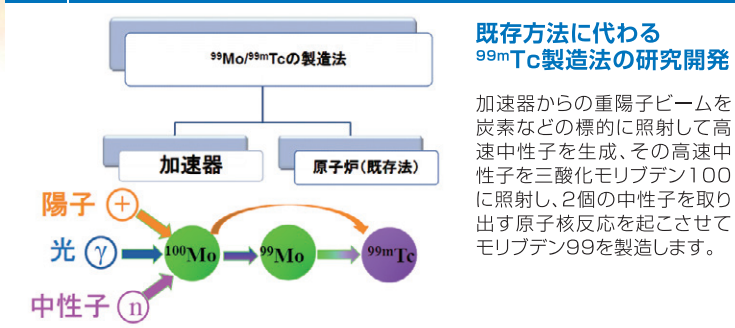 ⁹⁹Mo/⁹⁹ᵐTcの製造法
加速器
原子炉（既存法）
陽子 +
光 γ
中性子 n
¹⁰⁰Mo
⁹⁹Mo
⁹⁹ᵐTc
既存方法に代わる
⁹⁹ᵐTc製造法の研究開発
加速器からの重陽子ビームを
炭素などの標的に照射して高
速中性子を生成、その高速中
性子を三酸化モリブデン100
に照射し、2個の中性子を取り
出す原子核反応を起こさせて
モリブデン99を製造します。